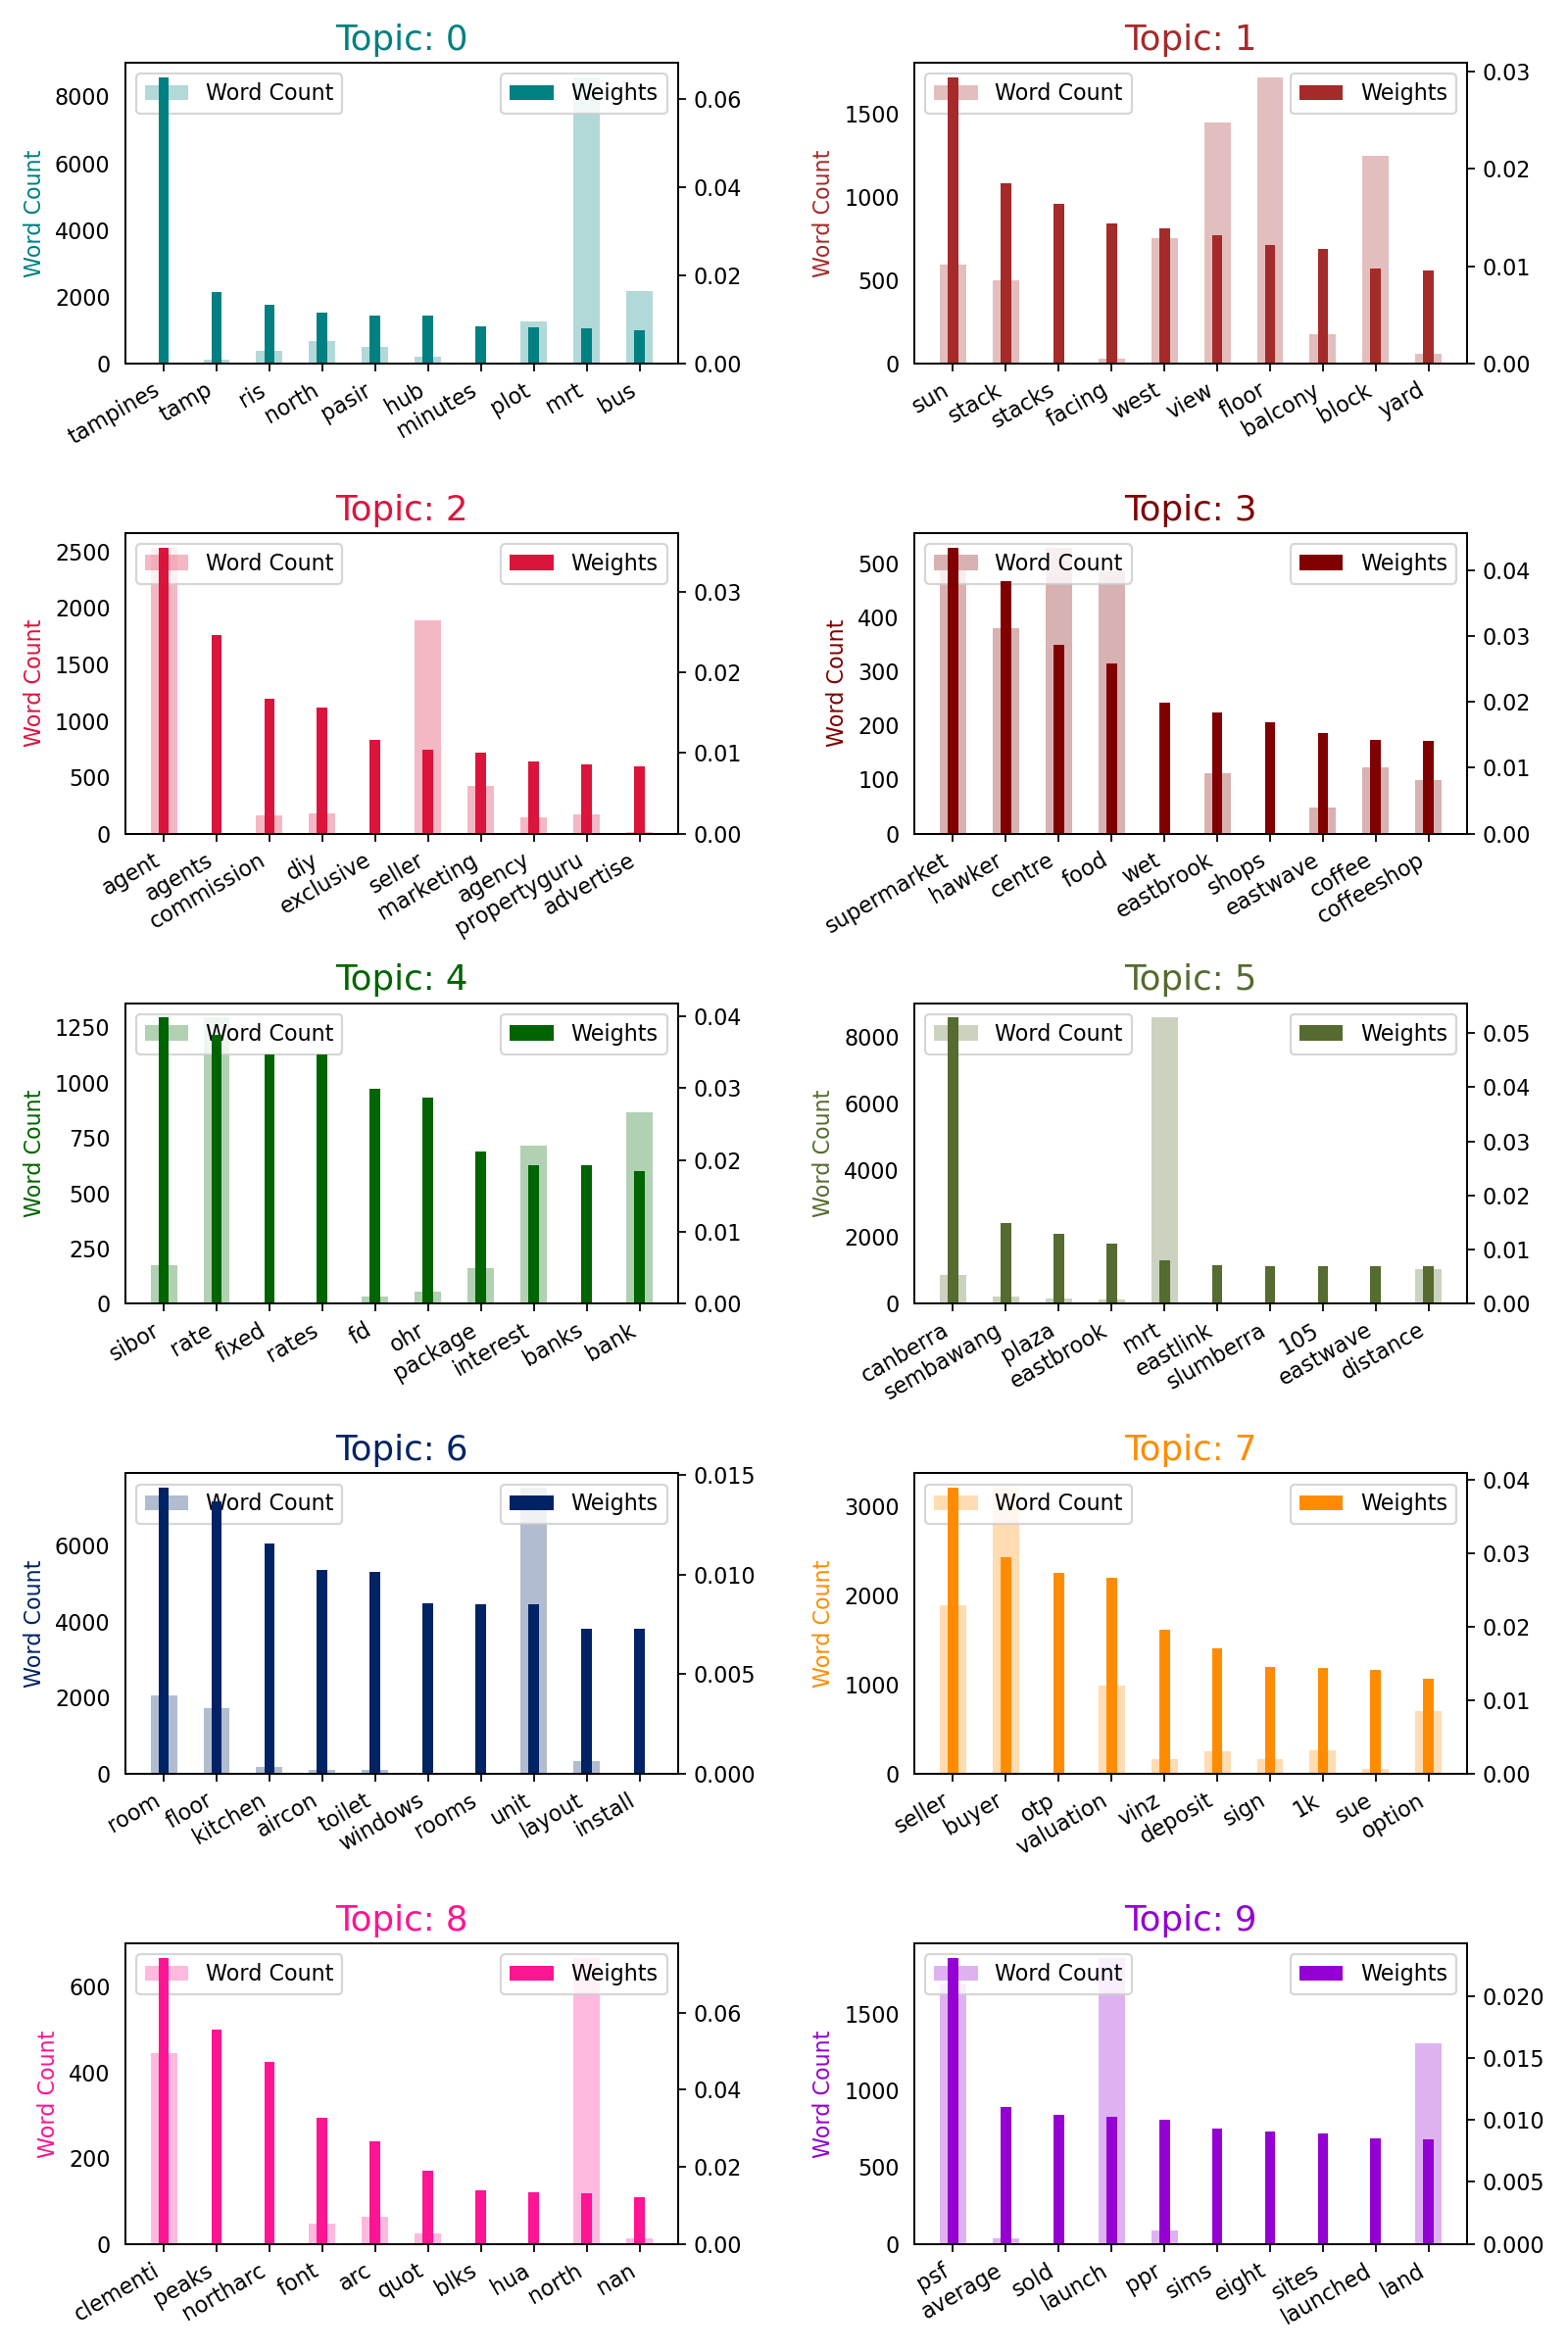 Topic: 0
Word Count
Weights
Word Count
8000
6000
4000
2000
0
0.06
0.04
0.02
0.00
tampines
tamp
ris
north
pasir
hub
minutes
plot
mrt
bus
Topic: 1
Word Count
Weights
Word Count
1500
1000
500
0
0.03
0.02
0.01
0.00
sun
stack
stacks
facing
west
view
floor
balcony
block
yard
Topic: 2
Word Count
Weights
Word Count
2500
2000
1500
1000
500
0
0.03
0.02
0.01
0.00
agent
agents
commission
diy
exclusive
seller
marketing
agency
propertyguru
advertise
Topic: 3
Word Count
Weights
Word Count
500
400
300
200
100
0
0.04
0.03
0.02
0.01
0.00
supermarket
hawker
centre
food
wet
eastbrook
shops
eastwave
coffee
coffeeshop
Topic: 4
Word Count
Weights
Word Count
1250
1000
750
500
250
0
0.04
0.03
0.02
0.01
0.00
sibor
rate
fixed
rates
fd
ohr
package
interest
banks
bank
Topic: 5
Word Count
Weights
Word Count
8000
6000
4000
2000
0
0.05
0.04
0.03
0.02
0.01
0.00
canberra
sembawang
plaza
eastbrook
mrt
eastlink
slumberra
105
eastwave
distance
Topic: 6
Word Count
Weights
Word Count
6000
4000
2000
0
0.015
0.010
0.005
0.000
room
floor
kitchen
aircon
toilet
windows
rooms
unit
layout
install
Topic: 7
Word Count
Weights
Word Count
3000
2000
1000
0
0.04
0.03
0.02
0.01
0.00
seller
buyer
otp
valuation
vinz
deposit
sign
1k
sue
option
Topic: 8
Word Count
Weights
Word Count
600
400
200
0
0.06
0.04
0.02
0.00
clementi
peaks
northarc
font
arc
quot
blks
hua
north
nan
Topic: 9
Word Count
Weights
Word Count
1500
1000
500
0
0.020
0.015
0.010
0.005
0.000
psf
average
sold
launch
ppr
sims
eight
sites
launched
land